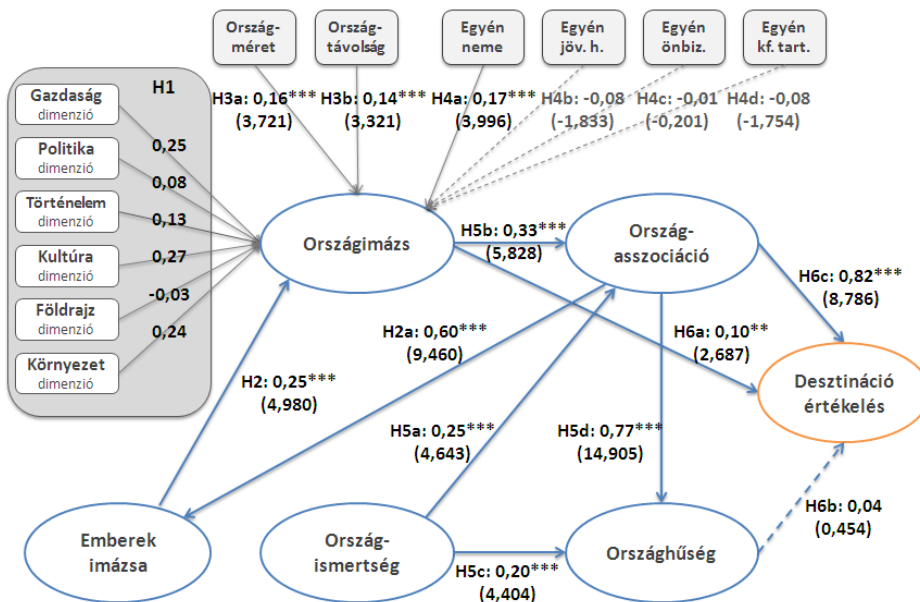 Ország-
méret
Ország-
távolság
Egyén
neme
Egyén
jöv. h.
Egyén
önbiz.
Egyén
kf. tart.
H1
Gazdaság
dimenzió
Politika
dimenzió
Történelem
dimenzió
Kultúra
dimenzió
Földrajz
dimenzió
Környezet
dimenzió
0,25
0,08
0,13
0,27
-0,03
0,24
H3a: 0,16***
(3,721)
H3b: 0,14***
(3,321)
H4a: 0,17***
(3,996)
H4b: -0,08
(-1,833)
H4c: -0,01
(-0,201)
H4d: -0,08
(-1,754)
Országimázs
H5b: 0,33***
(5,828)
Ország-
asszociáció
H6c: 0,82***
(8,786)
H2a: 0,60***
(9,460)
H6a: 0,10**
(2,687)
H2: 0,25***
(4,980)
Desztináció
értékelés
H5a: 0,25***
(4,643)
H5d: 0,77***
(14,905)
H6b: 0,04
(0,454)
Emberek
imázsa
Ország-
ismertség
H5c: 0,20***
(4,404)
Országhűség